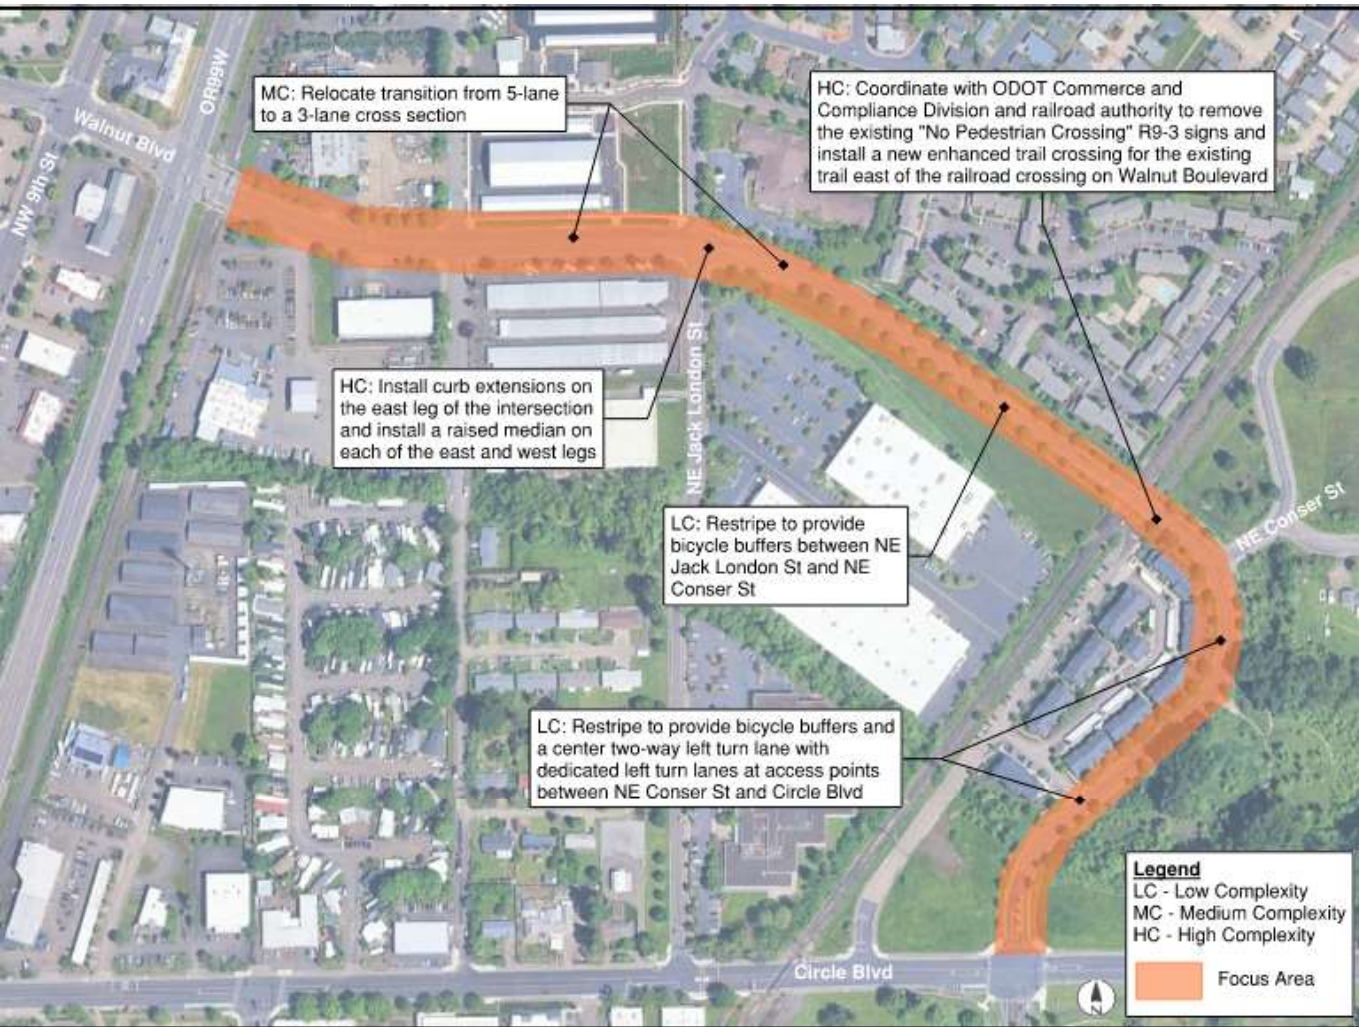 OR99W
Walnut Blvd
NW 9th St
MC: Relocate transition from 5-lane
to a 3-lane cross section
HC: Coordinate with ODOT Commerce and
Compliance Division and railroad authority to remove
the existing "No Pedestrian Crossing" R9-3 signs and
install a new enhanced trail crossing for the existing
trail east of the railroad crossing on Walnut Boulevard
HC: Install curb extensions on
the east leg of the intersection
and install a raised median on
each of the east and west legs
NE Jack London St
LC: Restripe to provide
bicycle buffers between NE
Jack London St and NE
Conser St
NE Conser St
LC: Restripe to provide bicycle buffers and
a center two-way left turn lane with
dedicated left turn lanes at access points
between NE Conser St and Circle Blvd
Circle Blvd
N
Legend
LC - Low Complexity
MC - Medium Complexity
HC - High Complexity
Focus Area